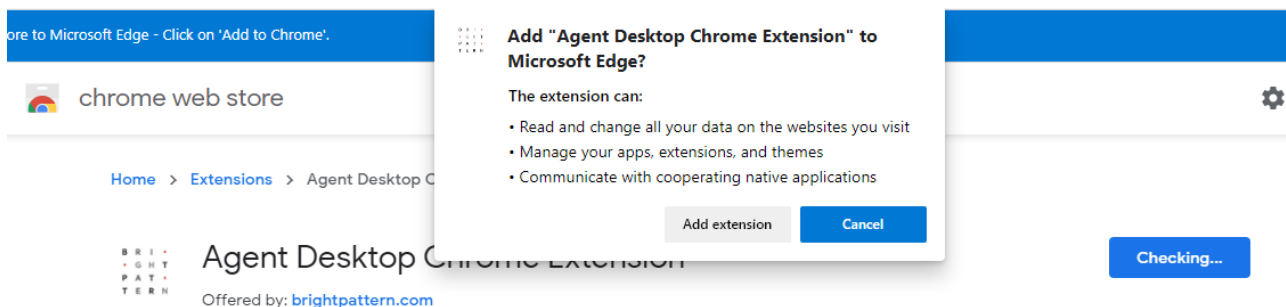 ore to Microsoft Edge - Click on 'Add to Chrome'.
Add "Agent Desktop Chrome Extension" to
Microsoft Edge?
The extension can:
• Read and change all your data on the websites you visit
• Manage your apps, extensions, and themes
• Communicate with cooperating native applications
Add extension
Cancel
chrome web store
Home > Extensions > Agent Desktop C
BRI
GHT
PAT
TERN
Agent Desktop Chrome Extension
Checking...
Offered by: brightpattern.com